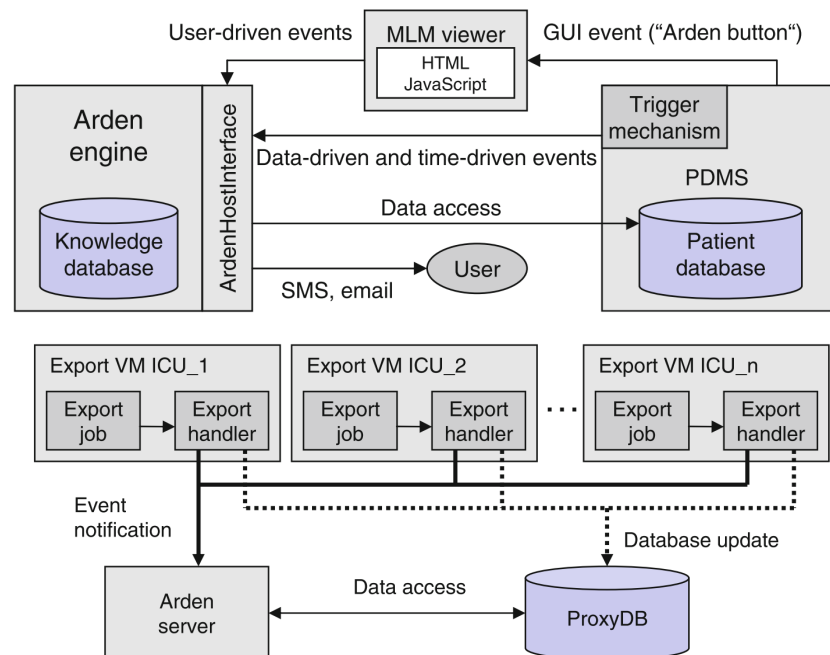 User-driven events
MLM viewer
HTML
JavaScript
GUI event (“Arden button“)
Arden
engine
Knowledge
database
ArdenHostInterface
Trigger
mechanism
Data-driven and time-driven events
PDMS
Data access
Patient
database
User
SMS, email
Export VM ICU_1
Export
job
Export
handler
Export VM ICU_2
Export
job
Export
handler
...
Export VM ICU_n
Export
job
Export
handler
Event
notification
Database update
Arden
server
Data access
ProxyDB